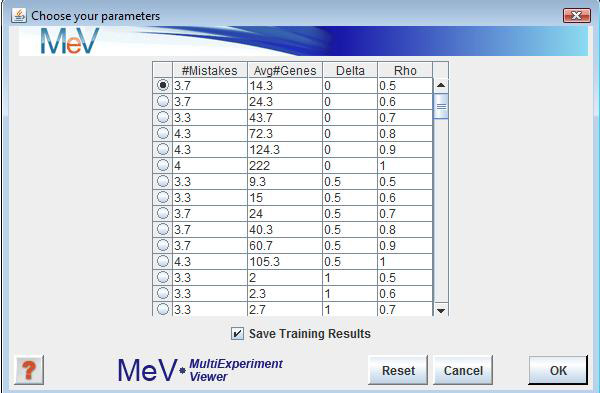 Choose your parameters
MeV
#Mistakes Avg#Genes Delta Rho
3.7 14.3 0 0.5
3.7 24.3 0 0.6
3.3 43.7 0 0.7
4.3 72.3 0 0.8
4.3 124.3 0 0.9
4 222 0 1
3.3 9.3 0.5 0.5
3.3 15 0.5 0.6
3.7 24 0.5 0.7
3.7 40.3 0.5 0.8
3.7 60.7 0.5 0.9
4.3 105.3 0.5 1
3.3 2 1 0.5
3.3 2.3 1 0.6
3.3 2.7 1 0.7
Save Training Results
?
MeV MultiExperiment
Viewer
Reset Cancel OK